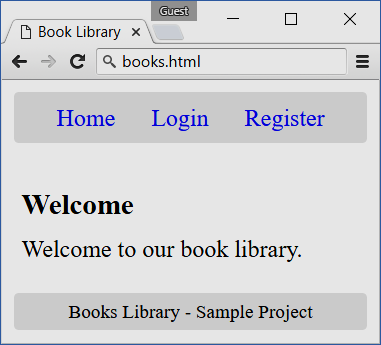 Guest
Book Library
books.html
Home Login Register
Welcome
Welcome to our book library.
Books Library - Sample Project